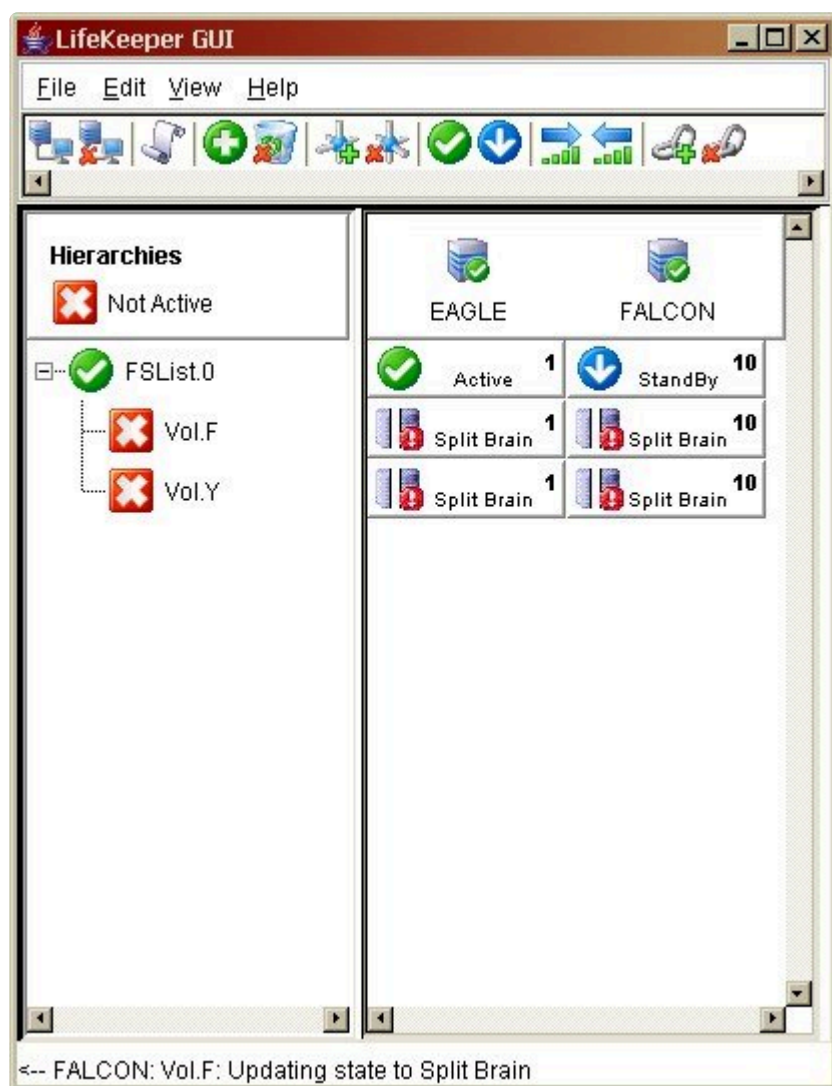 LifeKeeper GUI
File Edit View Help
Hierarchies
Not Active
EAGLE FALCON
FSList.0 Active 1 StandBy 10
Vol.F Split Brain 1 Split Brain 10
Vol.Y Split Brain 1 Split Brain 10
<-- FALCON: Vol.F: Updating state to Split Brain